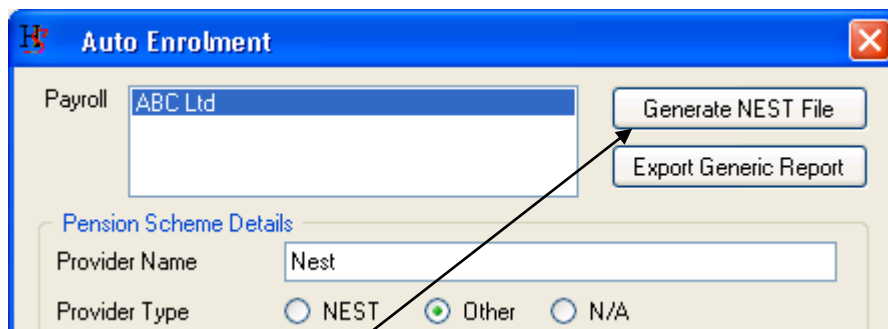 Auto Enrolment
Payroll
ABC Ltd
Generate NEST File
Export Generic Report
Pension Scheme Details
Provider Name
Nest
Provider Type
NEST
Other
N/A